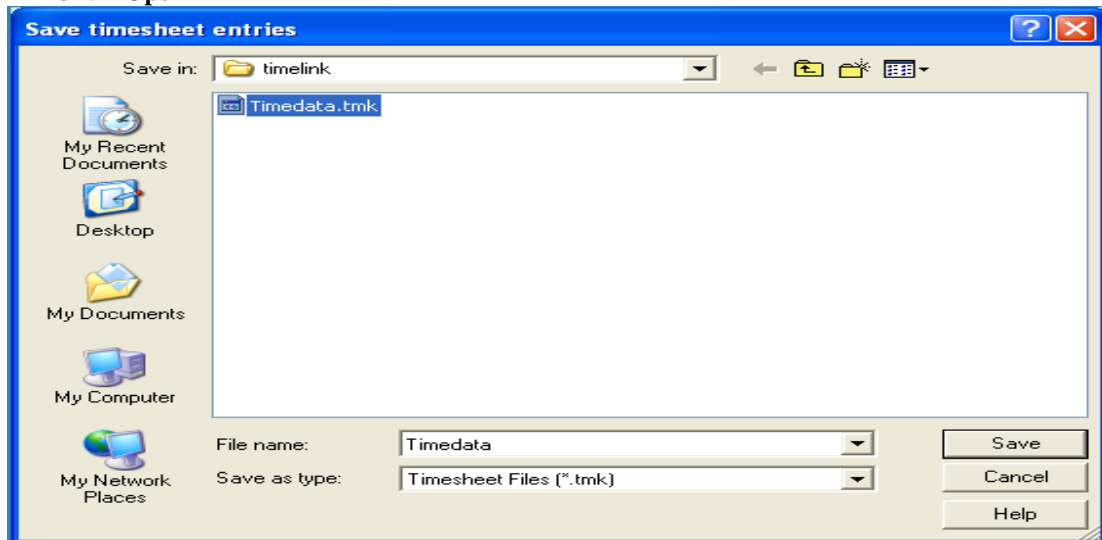 Save timesheet entries
Save in: timelink
Timedata.tmk
My Recent
Documents
Desktop
My Documents
My Computer
My Network
Places
File name: Timedata
Save
Save as type: Timesheet Files (*.tmk)
Cancel
Help